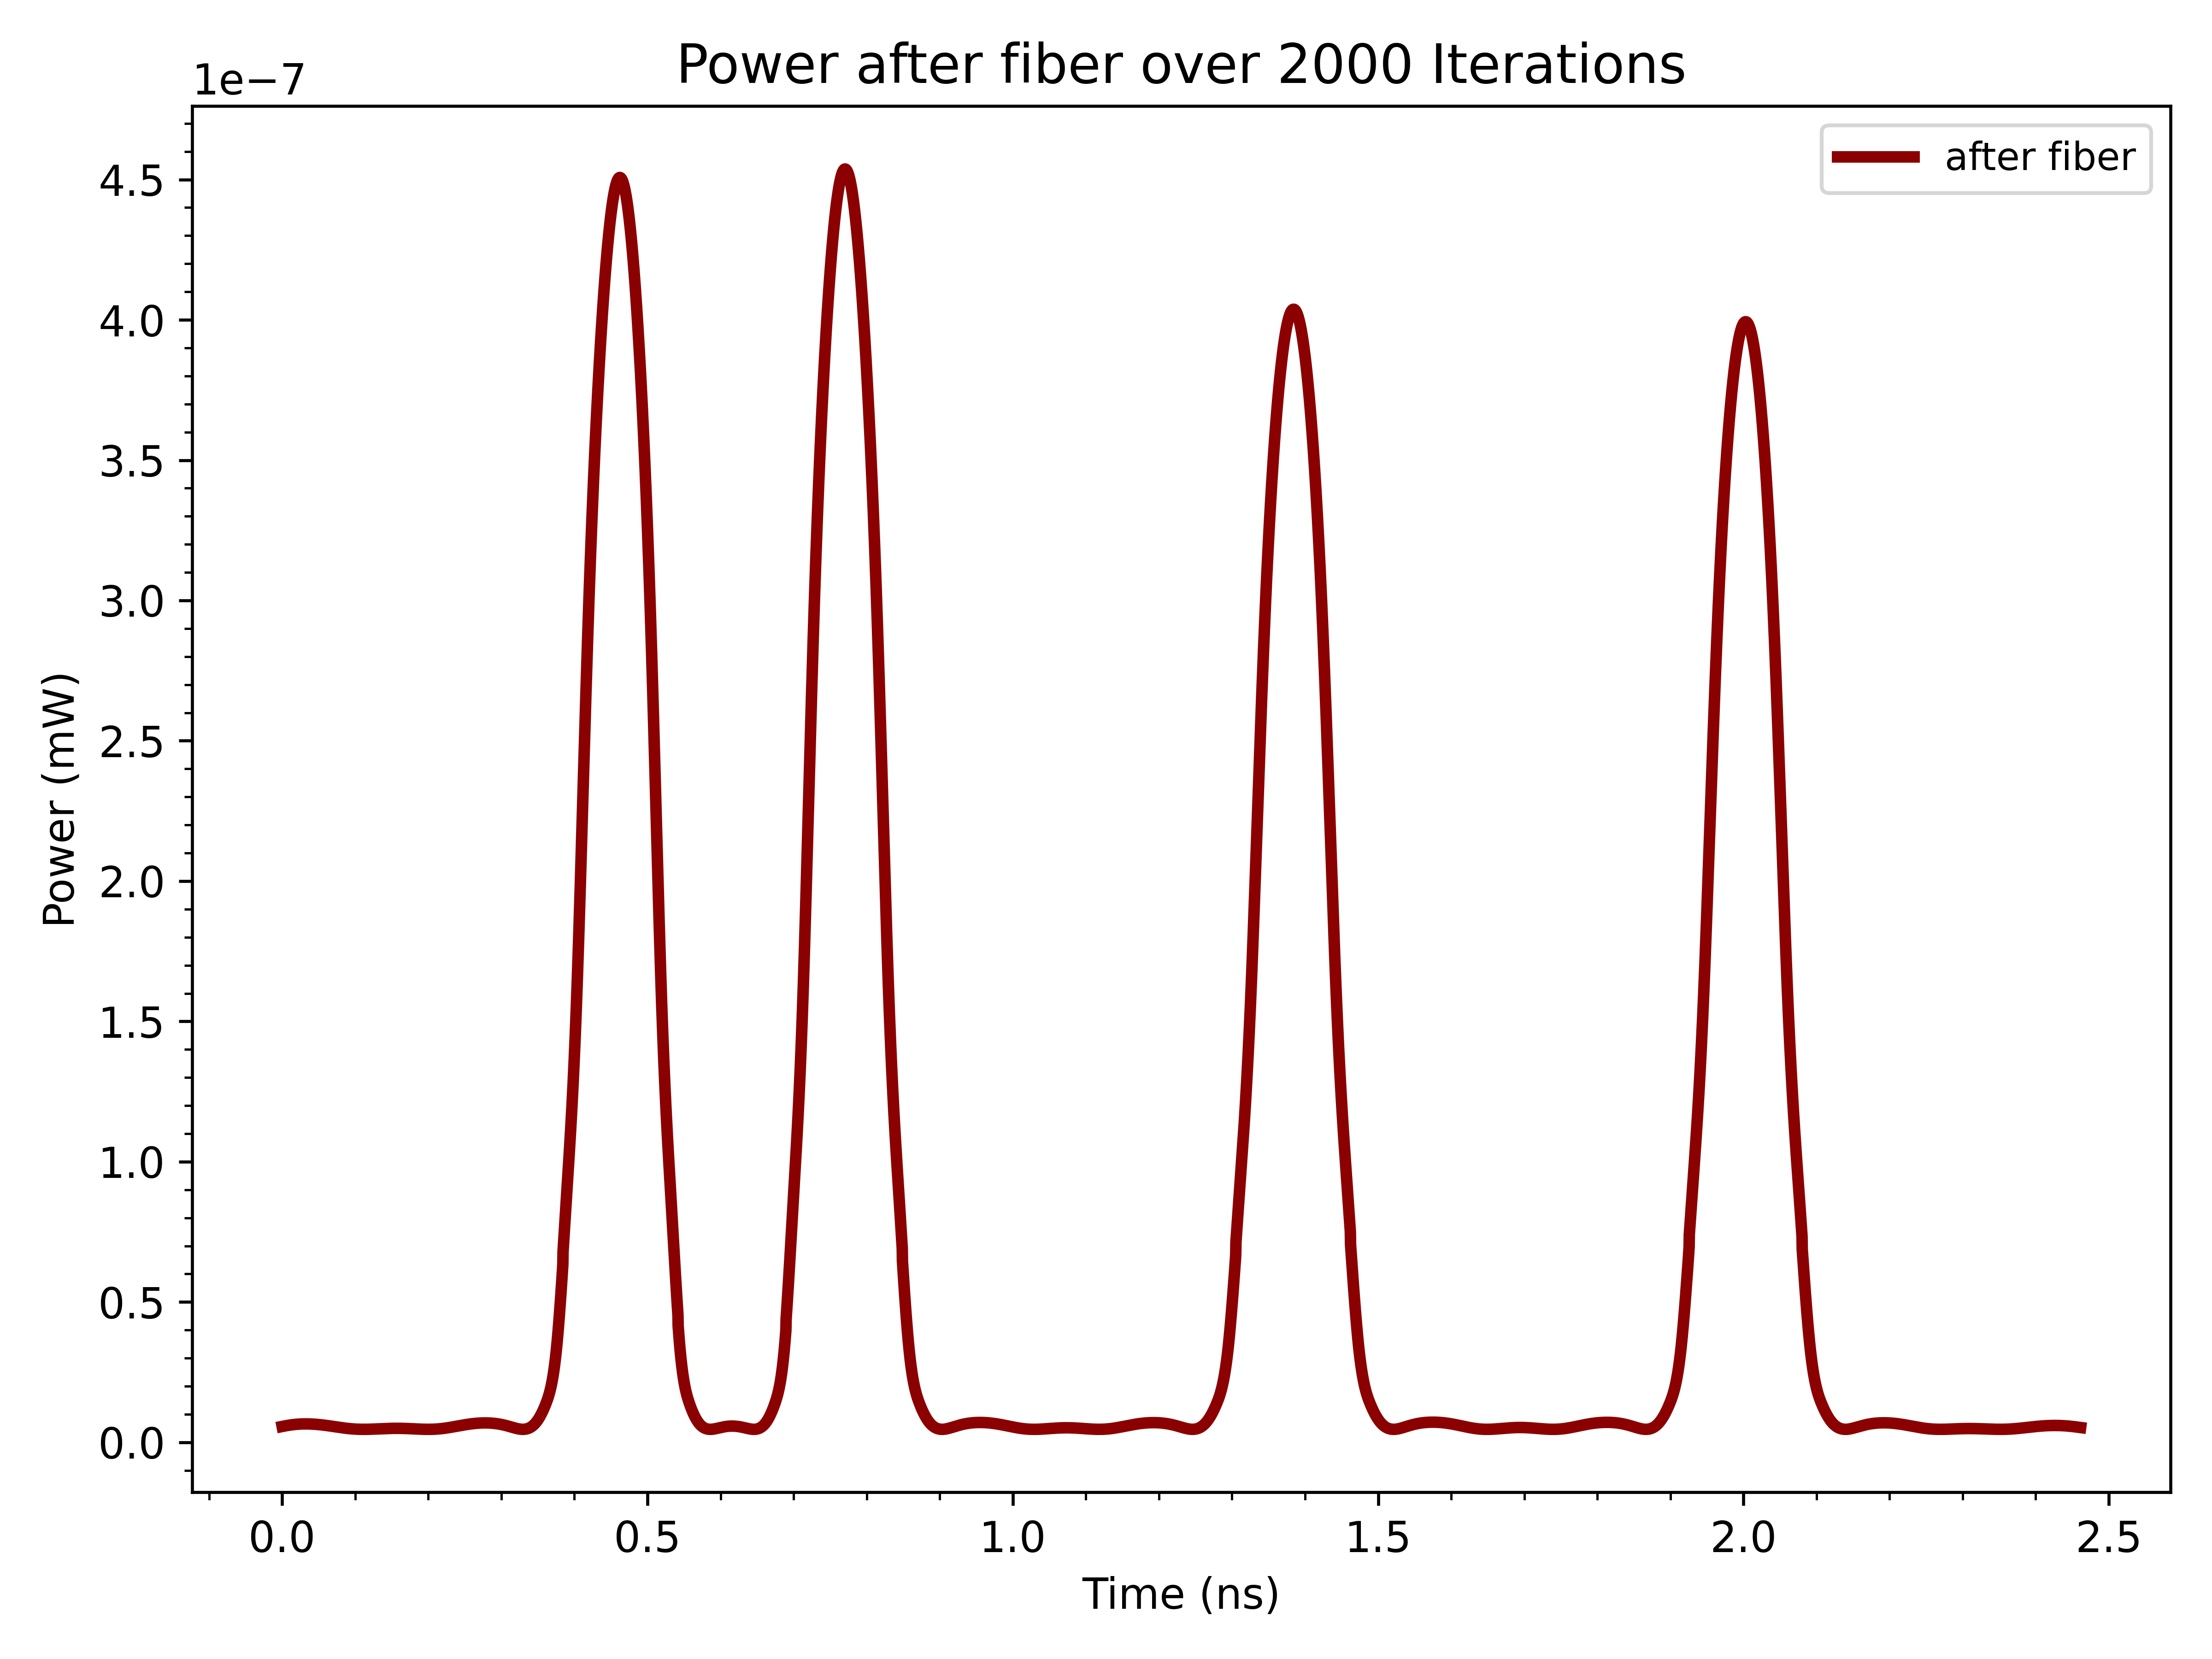 Power after fiber over 2000 Iterations
1e−7
after fiber
4.5
4.0
3.5
3.0
2.5
2.0
1.5
1.0
0.5
0.0
Power (mW)
0.0 0.5 1.0 1.5 2.0 2.5
Time (ns)